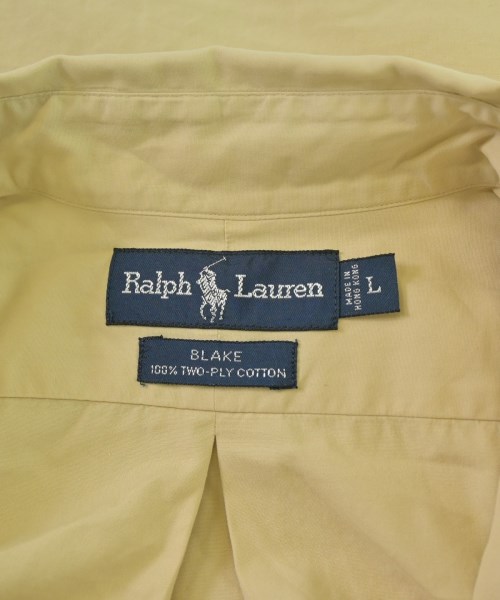 Ralph Lauren
MADE IN
HONG KONG
L
BLAKE
100% TWO-PLY COTTON